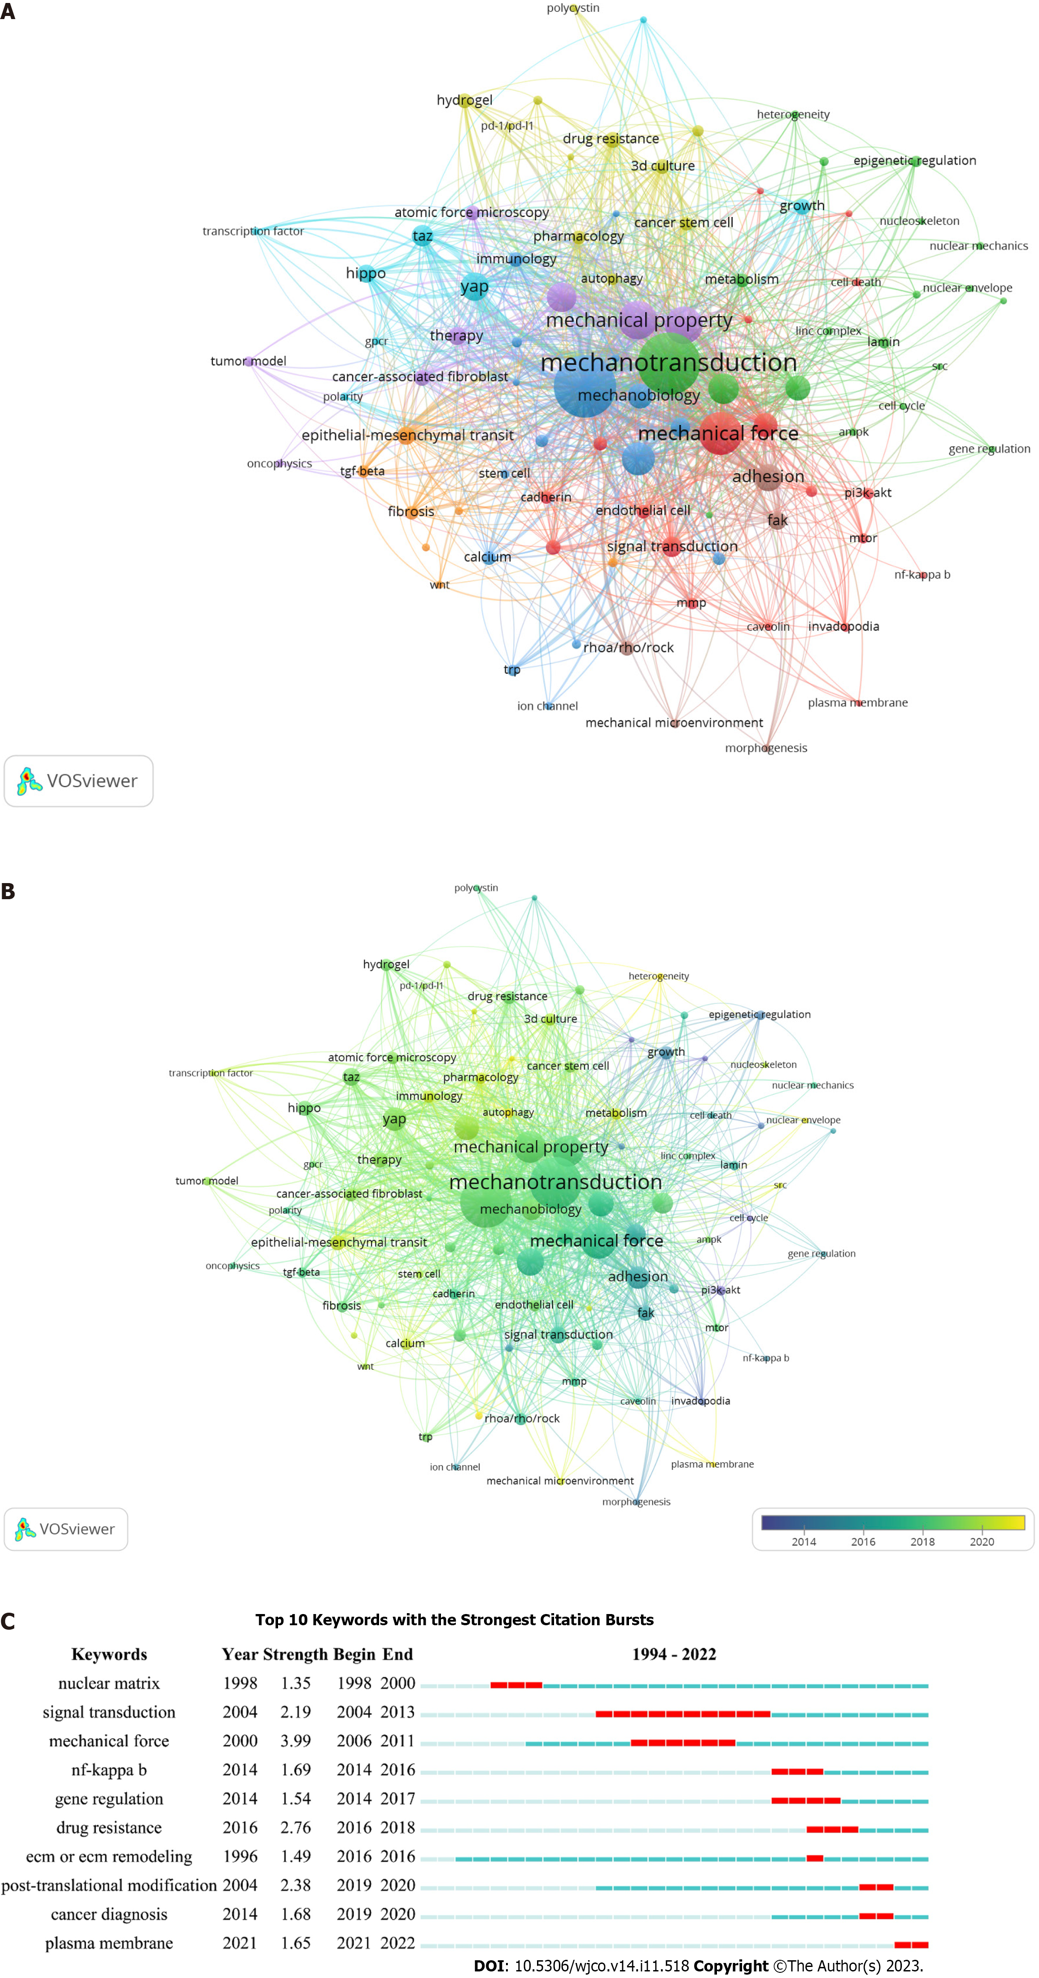 A
polycystin
hydrogel
pd-1/pd-l1
heterogeneity
drug resistance
3d culture
epigenetic regulation
growth
atomic force microscopy
cancer stem cell
nucleoskeleton
transcription factor
taz
pharmacology
nuclear mechanics
immunology
hippo
autophagy
metabolism
cell death
nuclear envelope
yap
mechanical property
linc complex
therapy
gpcr
lamin
tumor model
mechanotransduction
src
cancer-associated fibroblast
polarity
mechanobiology
cell cycle
epithelial-mesenchymal transit
mechanical force
ampk
gene regulation
oncophysics
tgf-beta
stem cell
adhesion
cadherin
pi3k-akt
fibrosis
endothelial cell
fak
signal transduction
mtor
calcium
wnt
nf-kappa b
mmp
caveolin
invadopodia
rhoa/rho/rock
trp
ion channel
plasma membrane
mechanical microenvironment
morphogenesis
VOSviewer
B
polycystin
hydrogel
heterogeneity
pd-1/pd-l1
drug resistance
3d culture
epigenetic regulation
growth
atomic force microscopy
cancer stem cell
nucleoskeleton
transcription factor
taz
pharmacology
nuclear mechanics
immunology
hippo
autophagy
metabolism
cell death
nuclear envelope
yap
mechanical property
linc complex
therapy
gpcr
lamin
tumor model
mechanotransduction
src
cancer-associated fibroblast
polarity
mechanobiology
cell cycle
epithelial-mesenchymal transit
mechanical force
ampk
gene regulation
oncophysics
tgf-beta
stem cell
adhesion
cadherin
pi3k-akt
fibrosis
endothelial cell
fak
signal transduction
mtor
calcium
wnt
nf-kappa b
mmp
caveolin
invadopodia
rhoa/rho/rock
trp
ion channel
plasma membrane
mechanical microenvironment
morphogenesis
VOSviewer
2014 2016 2018 2020
C
Top 10 Keywords with the Strongest Citation Bursts
Keywords Year Strength Begin End 1994 - 2022
nuclear matrix 1998 1.35 1998 2000
signal transduction 2004 2.19 2004 2013
mechanical force 2000 3.99 2006 2011
nf-kappa b 2014 1.69 2014 2016
gene regulation 2014 1.54 2014 2017
drug resistance 2016 2.76 2016 2018
ecm or ecm remodeling 1996 1.49 2016 2016
post-translational modification 2004 2.38 2019 2020
cancer diagnosis 2014 1.68 2019 2020
plasma membrane 2021 1.65 2021 2022
DOI: 10.5306/wjco.v14.i11.518 Copyright ©The Author(s) 2023.